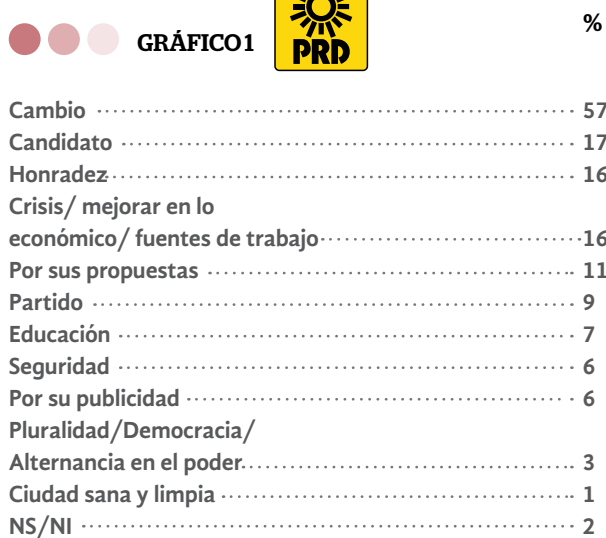 %
GRÁFICO1
PRD
Cambio 57
Candidato 17
Honradez 16
Crisis/ mejorar en lo
económico/ fuentes de trabajo 16
Por sus propuestas 11
Partido 9
Educación 7
Seguridad 6
Por su publicidad 6
Pluralidad/Democracia/
Alternancia en el poder 3
Ciudad sana y limpia 1
NS/NI 2